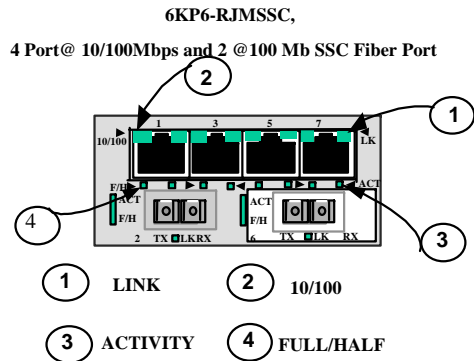 6KP6-RJMSSC,
4 Port@ 10/100Mbps and 2 @100 Mb SSC Fiber Port
2
1
1 3 5 7
10/100 LK
F/H ACT
4
ACT ACT
F/H F/H
3
2 TX LKRX 6 TX LK RX
1 LINK 2 10/100
3 ACTIVITY 4 FULL/HALF